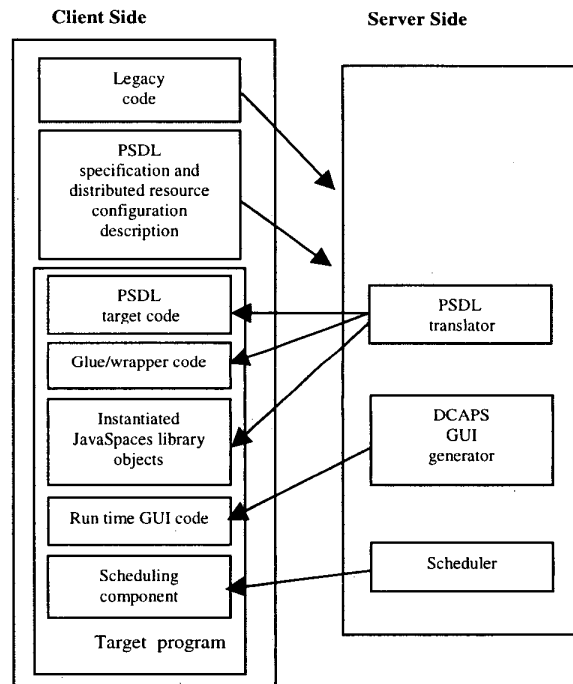 Client Side
Server Side
Legacy
code
PSDL
specification and
distributed resource
configuration
description
PSDL
target code
Glue/wrapper code
Instantiated
JavaSpaces library
objects
Run time GUI code
Scheduling
component
Target program
PSDL
translator
DCAPS
GUI
generator
Scheduler